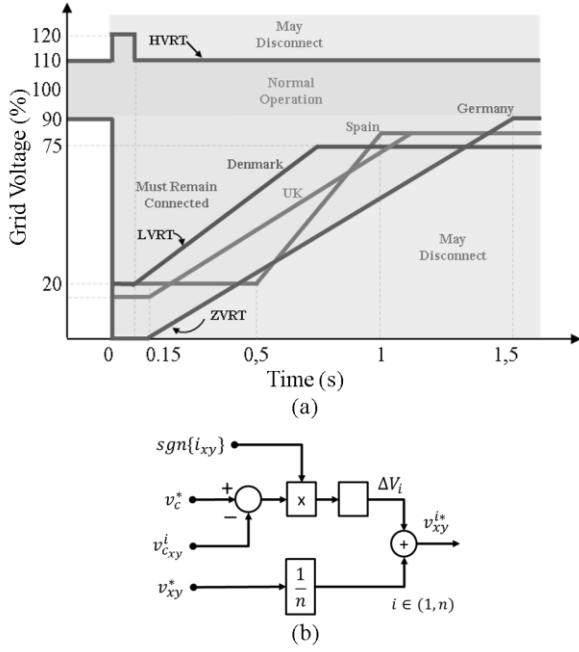 120
110
100
90
75
20
Grid Voltage (%)
HVRT
May
Disconnect
Normal
Operation
Germany
Spain
Denmark
UK
Must Remain
Connected
LVRT
ZVRT
May
Disconnect
0
0.15
0,5
1
1,5
Time (s)
(a)
sgn{i_xy}
v_c^*
+
−
x
ΔV_i
v_{c_xy}^i
v_xy^{i*}
+
v_xy^*
1/n
i ∈ (1, n)
(b)